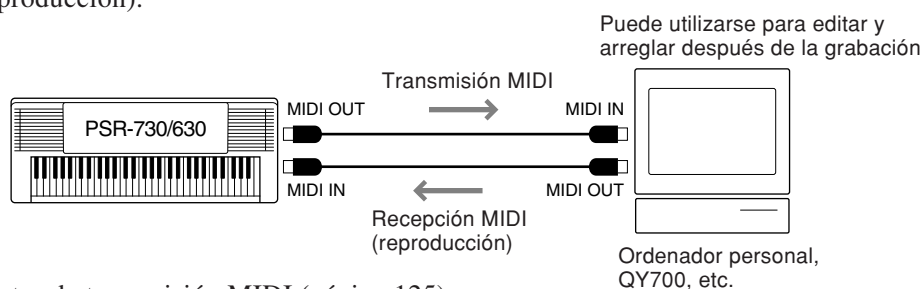 Puede utilizarse para editar y
arreglar después de la grabación
Transmisión MIDI
MIDI OUT
MIDI IN
PSR-730/630
MIDI IN
MIDI OUT
Recepción MIDI
(reproducción)
Ordenador personal,
QY700, etc.